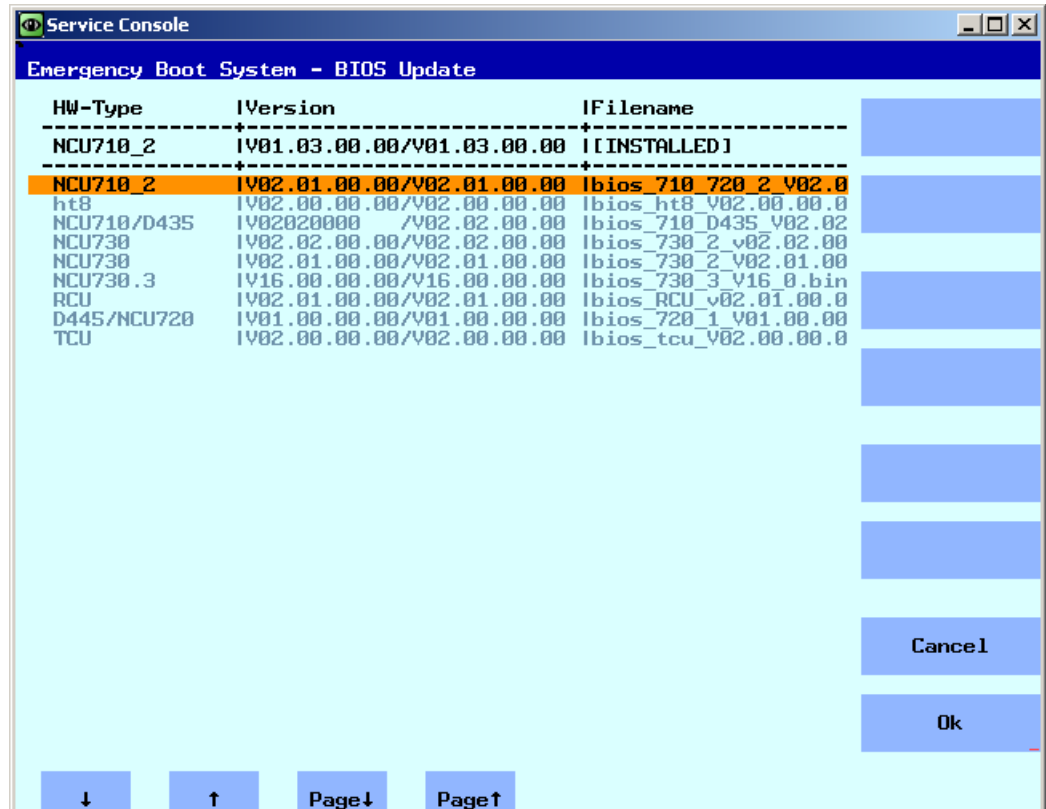 Service Console
Emergency Boot System - BIOS Update
HW-Type |Version |Filename
----------------+-----------------------------+----------------------
NCU710_2 |V01.03.00.00/V01.03.00.00 |[INSTALLED]
----------------+-----------------------------+----------------------
NCU710_2 |V02.01.00.00/V02.01.00.00 |bios_710_720_2_V02.0
ht8 |V02.00.00.00/V02.00.00.00 |bios_ht8_V02.00.00.0
NCU710/D435 |V02020000 /V02.02.00.00 |bios_710_D435_V02.02
NCU730 |V02.02.00.00/V02.02.00.00 |bios_730_2_v02.02.00
NCU730 |V02.01.00.00/V02.01.00.00 |bios_730_2_V02.01.00
NCU730.3 |V16.00.00.00/V16.00.00.00 |bios_730_3_V16_0.bin
RCU |V02.01.00.00/V02.01.00.00 |bios_RCU_v02.01.00.0
D445/NCU720 |V01.00.00.00/V01.00.00.00 |bios_720_1_V01.00.00
TCU |V02.00.00.00/V02.00.00.00 |bios_tcu_V02.00.00.0
Cancel
Ok
↓ ↑ Page↓ Page↑